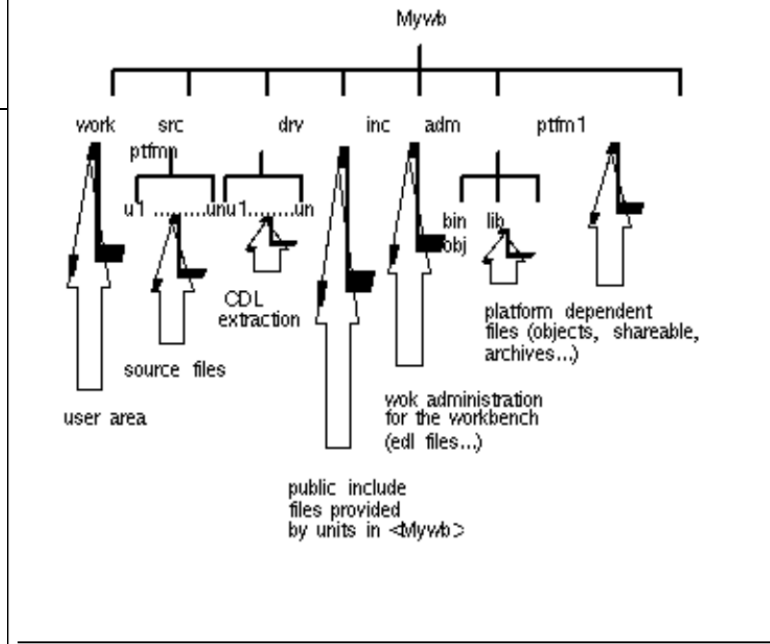 Mywb
work src drv inc adm ptfm1
ptfmn
u1 .........un u1........un
bin lib
obj
CDL
extraction
platform dependent
files (objects, shareable,
archives...)
source files
wok administration
for the workbench
(edl files...)
user area
public include
files provided
by units in <Mywb>